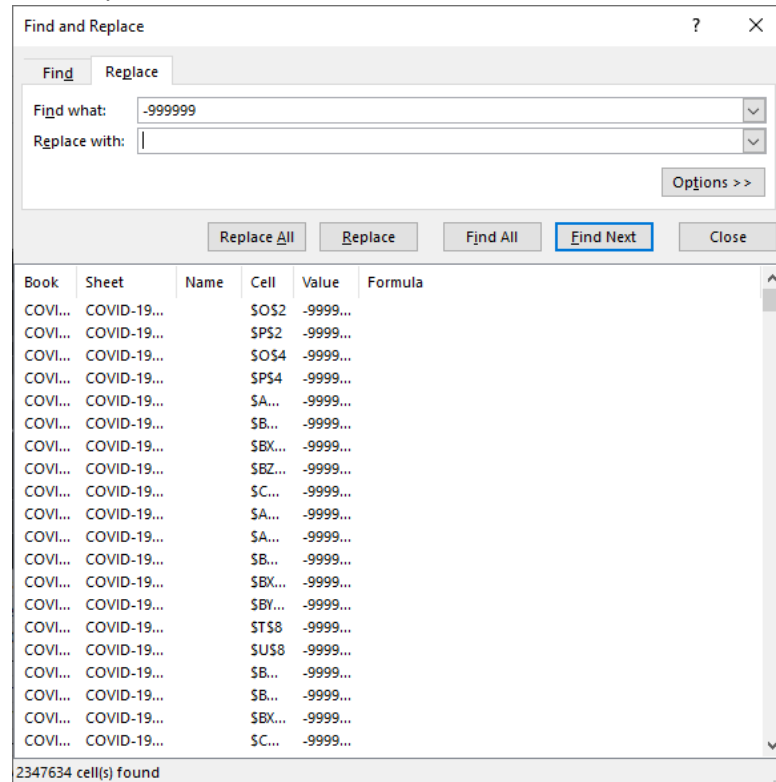 Find and Replace ? ×
Find Replace
Find what: -999999
Replace with:
Options >>
Replace All Replace Find All Find Next Close
Book Sheet Name Cell Value Formula
COVI... COVID-19... $O$2 -9999...
COVI... COVID-19... $P$2 -9999...
COVI... COVID-19... $O$4 -9999...
COVI... COVID-19... $P$4 -9999...
COVI... COVID-19... $A... -9999...
COVI... COVID-19... $B... -9999...
COVI... COVID-19... $BX... -9999...
COVI... COVID-19... $BZ... -9999...
COVI... COVID-19... $C... -9999...
COVI... COVID-19... $A... -9999...
COVI... COVID-19... $A... -9999...
COVI... COVID-19... $B... -9999...
COVI... COVID-19... $BX... -9999...
COVI... COVID-19... $BY... -9999...
COVI... COVID-19... $T$8 -9999...
COVI... COVID-19... $U$8 -9999...
COVI... COVID-19... $B... -9999...
COVI... COVID-19... $B... -9999...
COVI... COVID-19... $BX... -9999...
COVI... COVID-19... $C... -9999...
2347634 cell(s) found